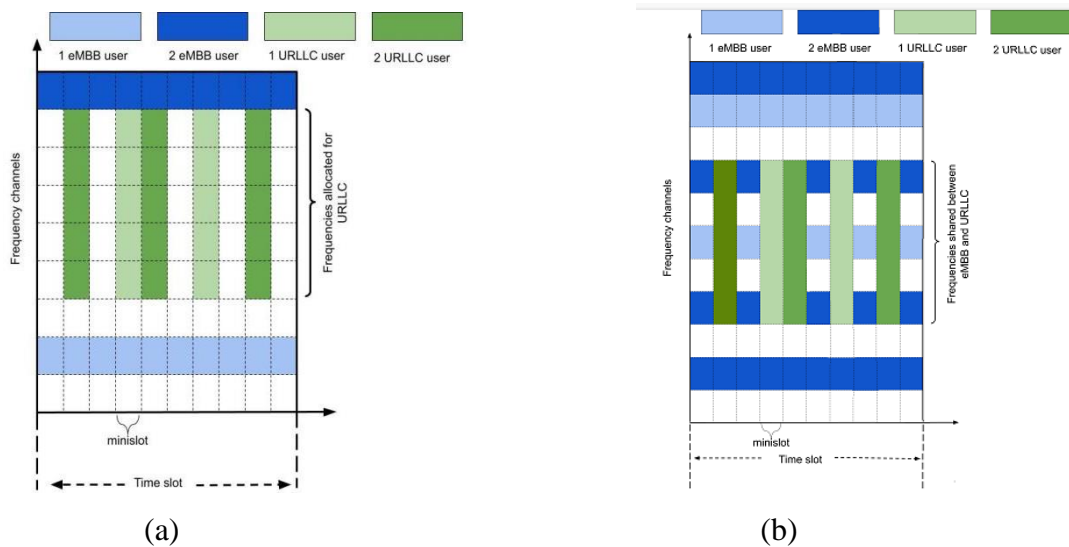 1 eMBB user 2 eMBB user 1 URLLC user 2 URLLC user
Frequency channels
Frequencies allocated for
URLLC
minislot
Time slot
(a)
1 eMBB user 2 eMBB user 1 URLLC user 2 URLLC user
Frequency channels
Frequencies shared between
eMBB and URLLC
minislot
Time slot
(b)